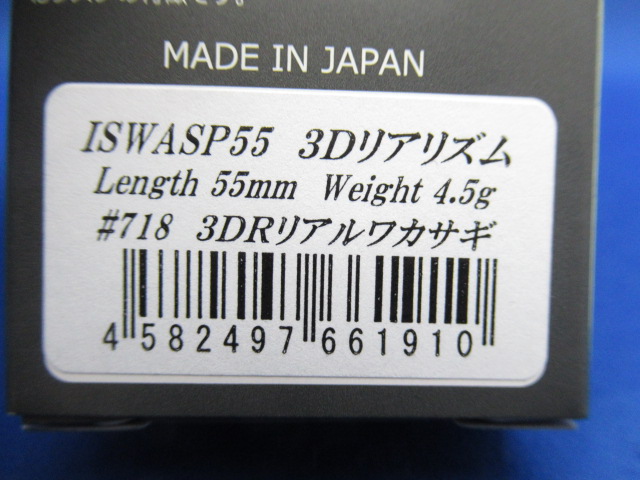 MADE IN JAPAN
ISWASP55 3Dリアリズム
Length 55mm Weight 4.5g
#718 3DRリアルワカサギ
4 582497 661910